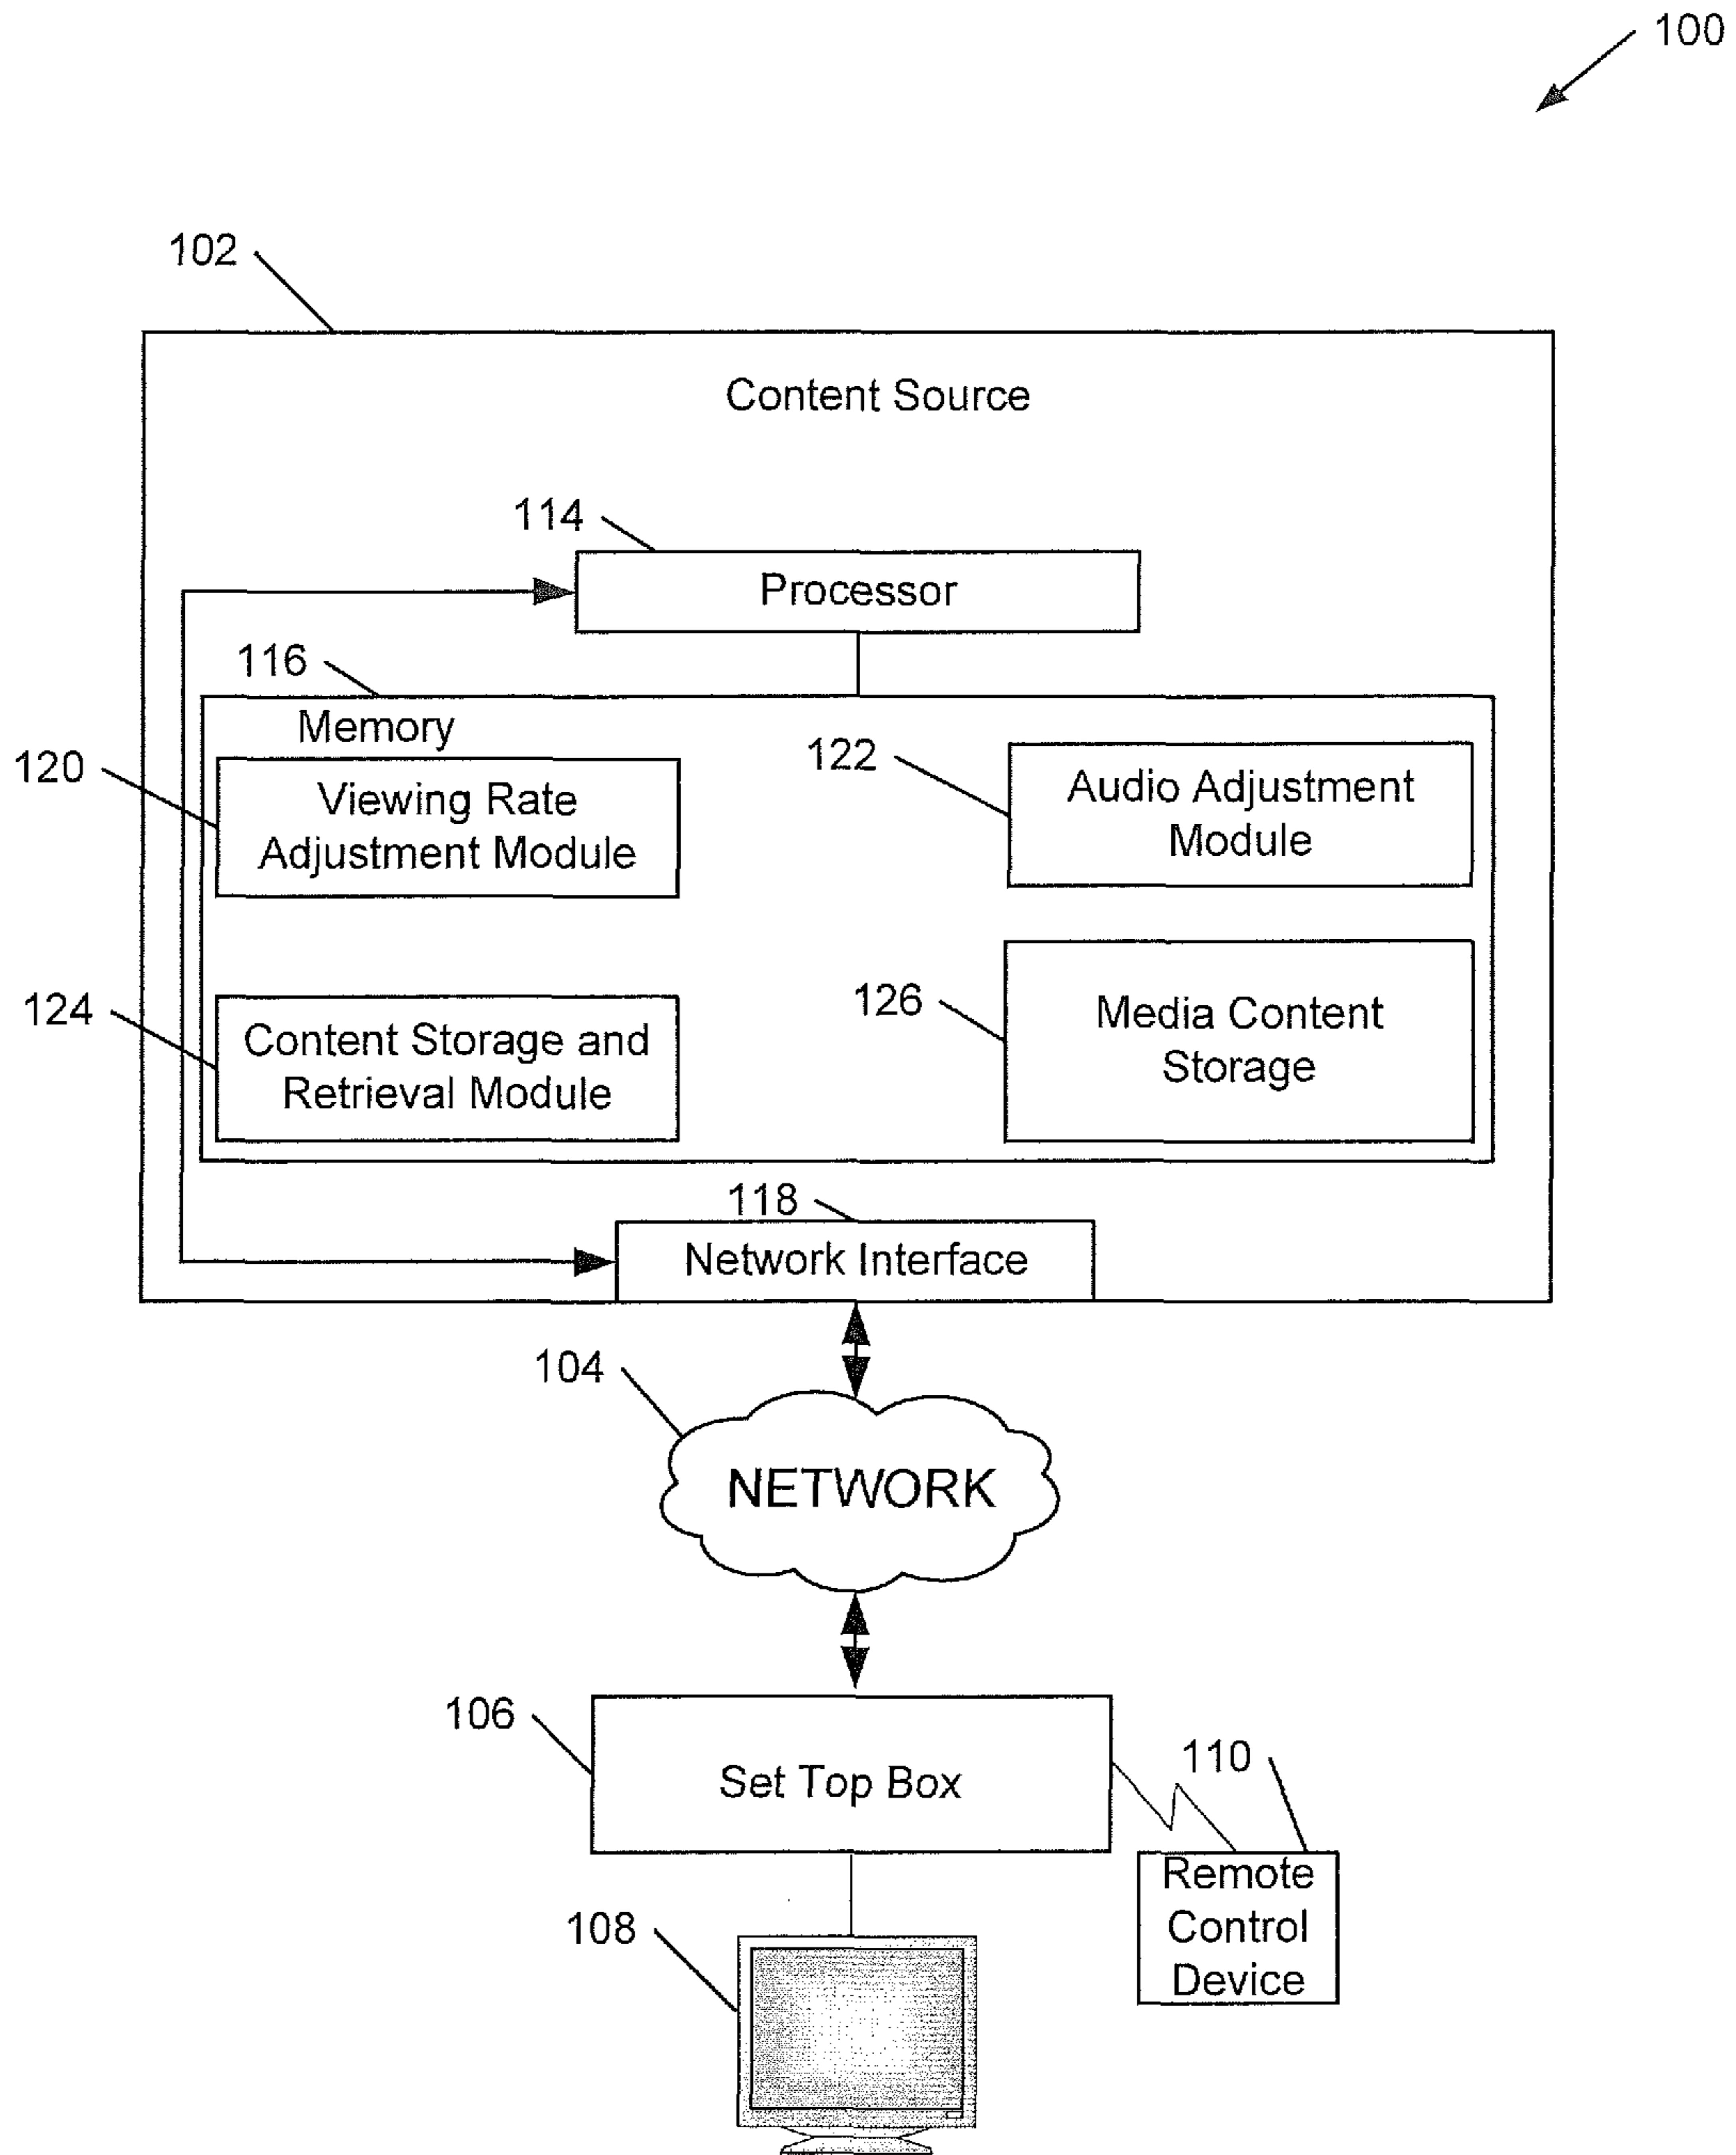 100
102
Content Source
114
Processor
116
Memory
120
Viewing Rate
Adjustment Module
122
Audio Adjustment
Module
124
Content Storage and
Retrieval Module
126
Media Content
Storage
118
Network Interface
104
NETWORK
106
Set Top Box
110
Remote
Control
Device
108